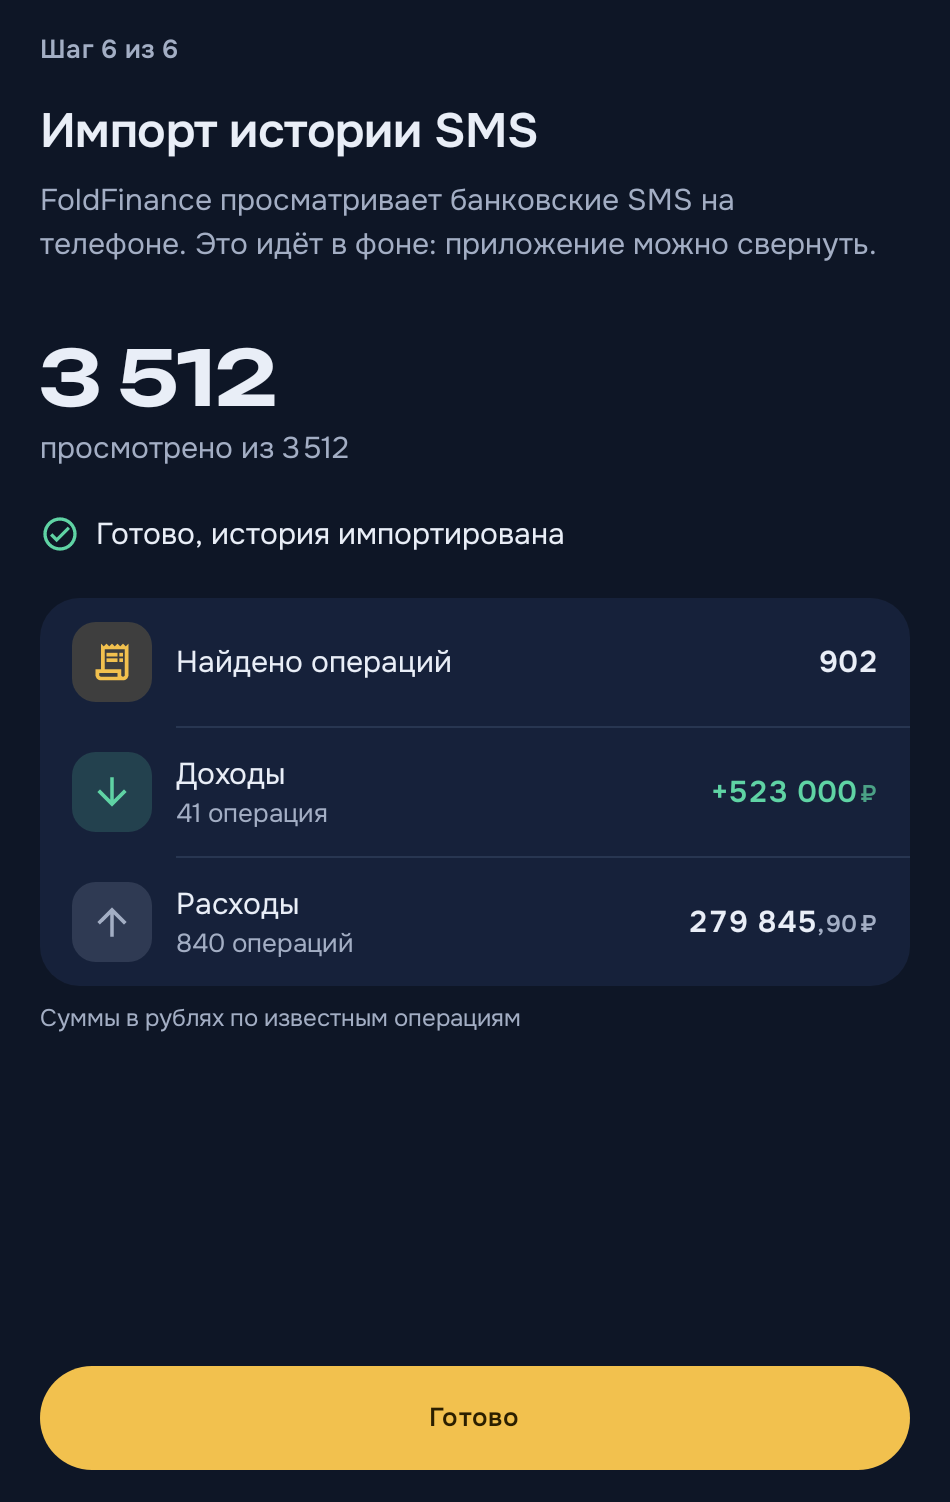 Шаг 6 из 6
Импорт истории SMS
FoldFinance просматривает банковские SMS на
телефоне. Это идёт в фоне: приложение можно свернуть.
3 512
просмотрено из 3 512
Готово, история импортирована
Найдено операций 902
Доходы
41 операция
+523 000 ₽
Расходы
840 операций
279 845,90 ₽
Суммы в рублях по известным операциям
Готово